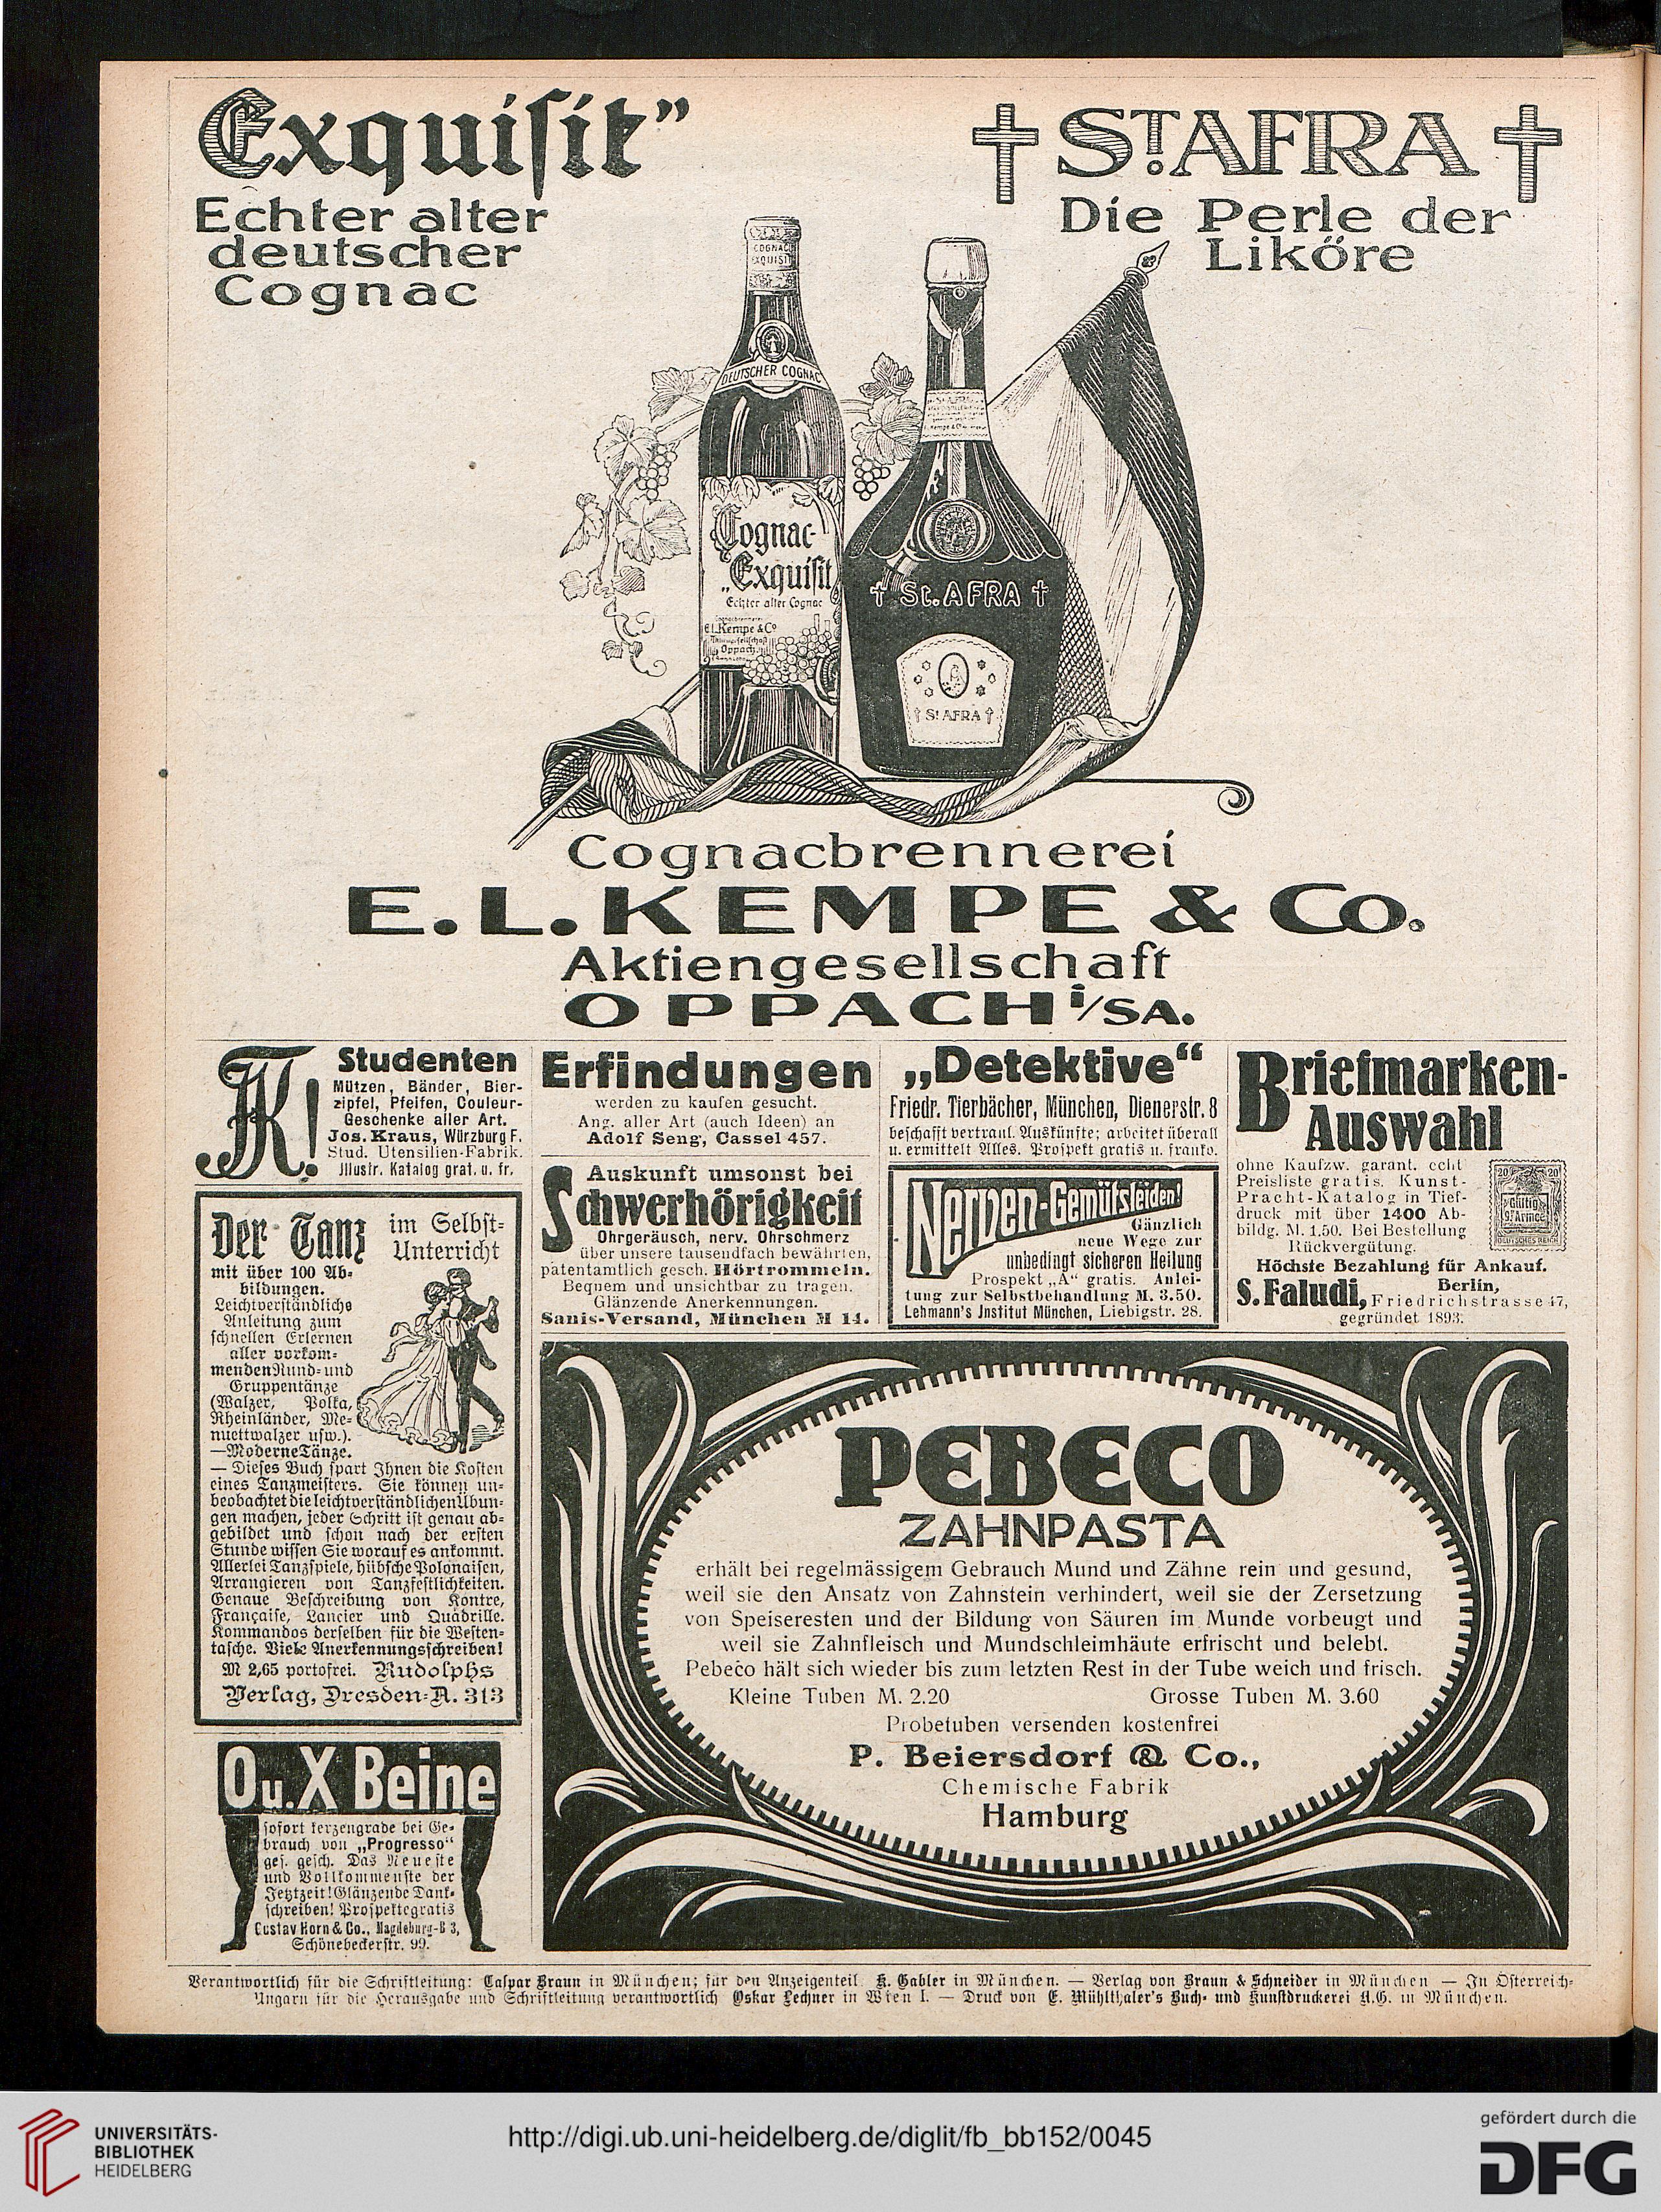 Exquisit"
Echter alter
deutscher
Cognac
† ST. AFRA †
Die Perle der
Liköre
COGNAC
EXQUISIT
DEUTSCHER COGNAC
Cognac-
„Exquisit
Echter alter Cognac
E.L. Kempe & Co
Oppach
† St. AFRA †
† St AFRA †
Cognacbrennerei
E. L. KEMPE & Co.
Aktiengesellschaft
OPPACH i/SA.
JK!
Studenten
Mützen, Bänder, Bier-
zipfel, Pfeifen, Couleur-
Geschenke aller Art.
Jos. Kraus, Würzburg F.
Stud. Utensilien-Fabrik.
Jllustr. Katalog grat. u. fr.
Der Tanz im Selbst-
Unterricht
mit über 100 Ab-
bildungen.
Leichtverständliche
Anleitung zum
schnellen Erlernen
aller vorkom-
menden Rund- und
Gruppentänze
(Walzer, Polka,
Rheinländer, Me-
nuettwalzer usw.).
—Moderne Tänze.
— Dieses Buch spart Ihnen die Kosten
eines Tanzmeisters. Sie können un-
beobachtet die leichtverständlichen Übun-
gen machen, jeder Schritt ist genau ab-
gebildet und schon nach der ersten
Stunde wissen Sie worauf es ankommt.
Allerlei Tanzspiele, hübsche Polonaisen,
Arrangieren von Tanzfestlichkeiten.
Genaue Beschreibung von Kontre,
Française, Lancier und Quadrille.
Kommandos derselben für die Westen-
tasche. Viele Anerkennungsschreiben!
M 2,65 portofrei. Rudolphs
Verlag, Dresden-A. 313
O u. X Beine
sofort kerzengrade bei Ge-
brauch von „Progresso"
ges. gesch. Das Neueste
und Vollkommenste der
Jetztzeit! Glänzende Dank-
schreiben! Prospekte gratis
Gustav Horn & Co., Magdeburg-B 3,
Schönebeckerstr. 99.
Erfindungen
werden zu kaufen gesucht.
Ang. aller Art (auch Ideen) an
Adolf Seng, Cassel 457.
Auskunft umsonst bei
Schwerhörigkeit
Ohrgeräusch, nerv. Ohrschmerz
über unsere tausendfach bewährten,
patentamtlich gesch. Hörtrommeln.
Bequem und unsichtbar zu tragen.
Glänzende Anerkennungen.
Sanis-Versand, München M 14.
„Detektive“
Friedr. Tierbächer, München, Dienerstr. 8
beschafft vertraul. Auskünfte; arbeitet überall
u. ermittelt Alles. Prospekt gratis u. franko.
Nerven-Gemütsleiden!
Gänzlich
neue Wege zur
unbedingt sicheren Heilung
Prospekt „A“ gratis. Anlei-
tung zur Selbstbehandlung M. 3.50.
Lehmann's Jnstitut München, Liebigstr. 28.
Briefmarken-
Auswahl
ohne Kaufzw. garant. echt
Preisliste gratis. Kunst-
Pracht-Katalog in Tief-
druck mit über 1400 Ab-
bildg. M. 1.50. Bei Bestellung
Rückvergütung.
20 20
Gültig
9. Armee
DEUTSCHES REICH
Höchste Bezahlung für Ankauf.
S. Faludi, Berlin,
Friedrichstrasse 47,
gegründet 1893.
PEBECO
ZAHNPASTA
erhält bei regelmässigem Gebrauch Mund und Zähne rein und gesund,
weil sie den Ansatz von Zahnstein verhindert, weil sie der Zersetzung
von Speiseresten und der Bildung von Säuren im Munde vorbeugt und
weil sie Zahnfleisch und Mundschleimhäute erfrischt und belebt.
Pebeco hält sich wieder bis zum letzten Rest in der Tube weich und frisch.
Kleine Tuben M. 2.20 Grosse Tuben M. 3.60
Probetuben versenden kostenfrei
P. Beiersdorf & Co.,
Chemische Fabrik
Hamburg
Verantwortlich für die Schriftleitung: Caspar Braun in München; für den Anzeigenteil K. Gabler in München. — Verlag von Braun & Schneider in München — In Österreich-
Ungarn für die Herausgabe und Schriftleitung verantwortlich Oskar Lechner in Wien I. — Druck von E. Mühlthaler's Buch- und Kunstdruckerei A.G. in München.
UNIVERSITÄTS-
BIBLIOTHEK
HEIDELBERG
http://digi.ub.uni-heidelberg.de/diglit/fb_bb152/0045
gefördert durch die
DFG